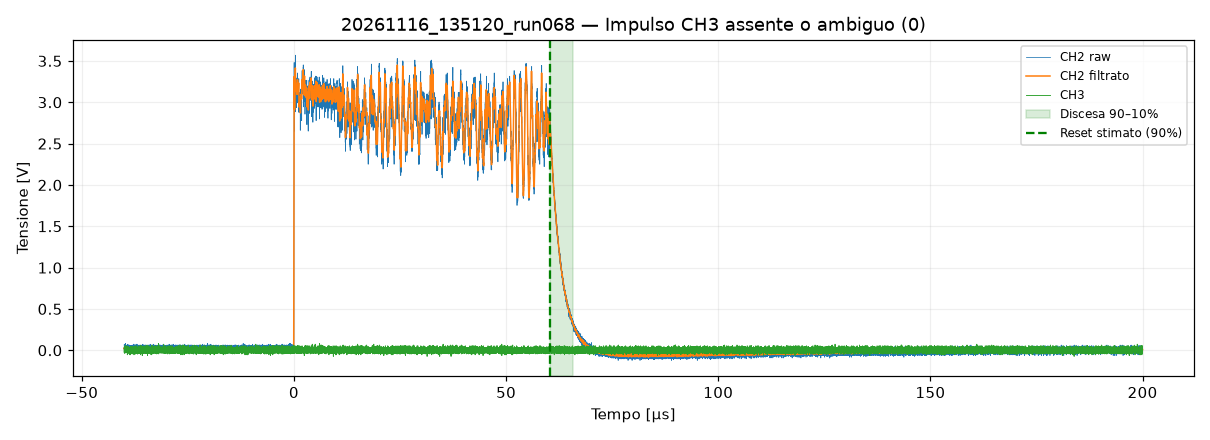 20261116_135120_run068 — Impulso CH3 assente o ambiguo (0)
CH2 raw
CH2 filtrato
CH3
Discesa 90–10%
Reset stimato (90%)
Tensione [V]
3.5
3.0
2.5
2.0
1.5
1.0
0.5
0.0
−50
0
50
100
150
200
Tempo [µs]